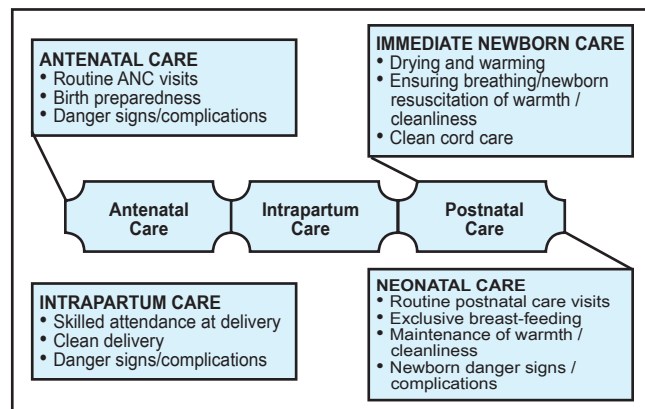 ANTENATAL CARE
• Routine ANC visits
• Birth preparedness
• Danger signs/complications
IMMEDIATE NEWBORN CARE
• Drying and warming
• Ensuring breathing/newborn
resuscitation of warmth /
cleanliness
• Clean cord care
Antenatal
Care
Intrapartum
Care
Postnatal
Care
INTRAPARTUM CARE
• Skilled attendance at delivery
• Clean delivery
• Danger signs/complications
NEONATAL CARE
• Routine postnatal care visits
• Exclusive breast-feeding
• Maintenance of warmth /
cleanliness
• Newborn danger signs /
complications